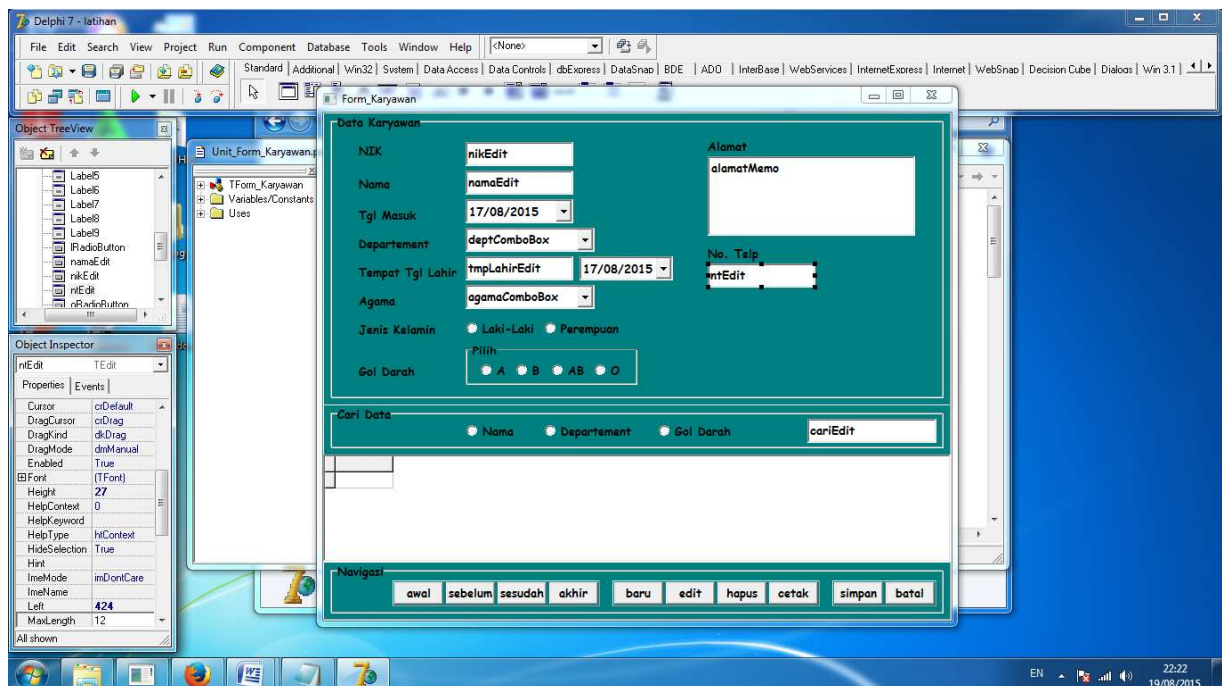 Delphi 7 - latihan
File Edit Search View Project Run Component Database Tools Window Help <None>
Standard Additional Win32 System Data Access Data Controls dbExpress DataSnap BDE ADO InterBase WebServices InternetExpress Internet WebSnap Decision Cube Dialogs Win 3.1
Form_Karyawan
Object TreeView
Label5
Label6
Label7
Label8
Label9
lRadioButton
namaEdit
nikEdit
ntEdit
oRadioButton
Unit_Form_Karyawan.p
TForm_Karyawan
Variables/Constants
Uses
Object Inspector
ntEdit TEdit
Properties Events
Cursor crDefault
DragCursor crDrag
DragKind dkDrag
DragMode dmManual
Enabled True
Font (TFont)
Height 27
HelpContext 0
HelpKeyword
HelpType htContext
HideSelection True
Hint
ImeMode imDontCare
ImeName
Left 424
MaxLength 12
All shown
Data Karyawan
NIK nikEdit
Nama namaEdit
Tgl Masuk 17/08/2015
Departement deptComboBox
Tempat Tgl Lahir tmpLahirEdit 17/08/2015
Agama agamaComboBox
Jenis Kelamin Laki-Laki Perempuan
Pilih
Gol Darah A B AB O
Alamat
alamatMemo
No. Telp
ntEdit
Cari Data
Nama Departement Gol Darah cariEdit
Navigasi
awal sebelum sesudah akhir baru edit hapus cetak simpan batal
EN 22:22
19/08/2015